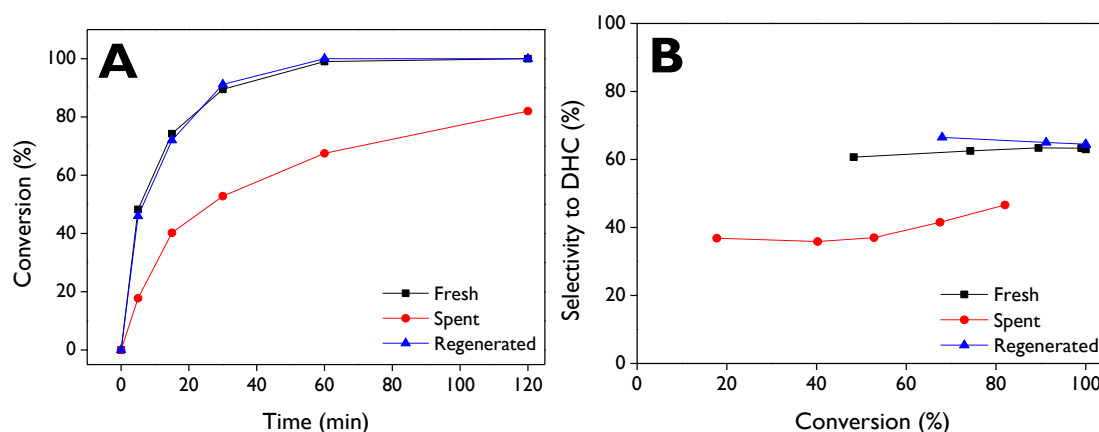 A
Conversion (%)
100
80
60
40
20
0
Fresh
Spent
Regenerated
0 20 40 60 80 100 120
Time (min)
B
Selectivity to DHC (%)
100
80
60
40
20
0
Fresh
Spent
Regenerated
20 40 60 80 100
Conversion (%)